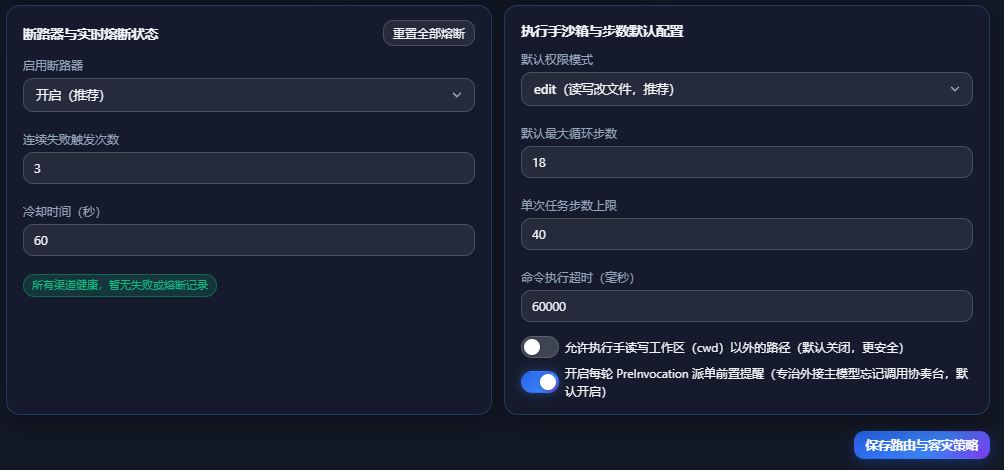 断路器与实时熔断状态
重置全部熔断
启用断路器
开启（推荐）
连续失败触发次数
3
冷却时间（秒）
60
所有渠道健康，暂无失败或熔断记录
执行手沙箱与步数默认配置
默认权限模式
edit（读写改文件，推荐）
默认最大循环步数
18
单次任务步数上限
40
命令执行超时（毫秒）
60000
允许执行手读写工作区（cwd）以外的路径（默认关闭，更安全）
开启每轮 PreInvocation 派单前置提醒（专治外接主模型忘记调用协奏台，默
认开启）
保存路由与容灾策略